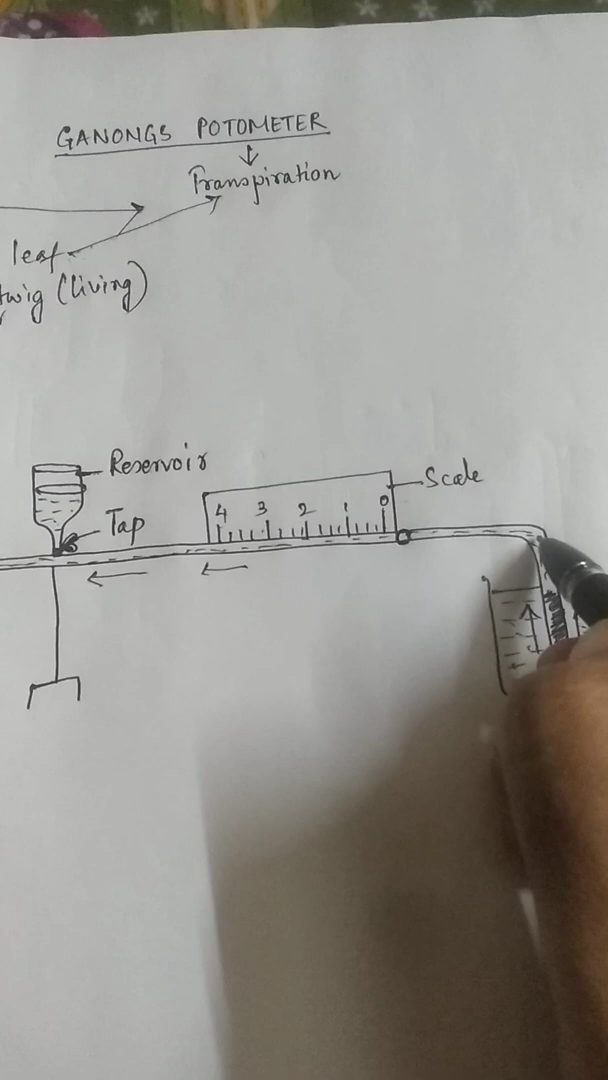 GANONGS POTOMETER
Transpiration
leaf
twig (living)
Reservoir
Scale
4 3 2 1 0
Tap